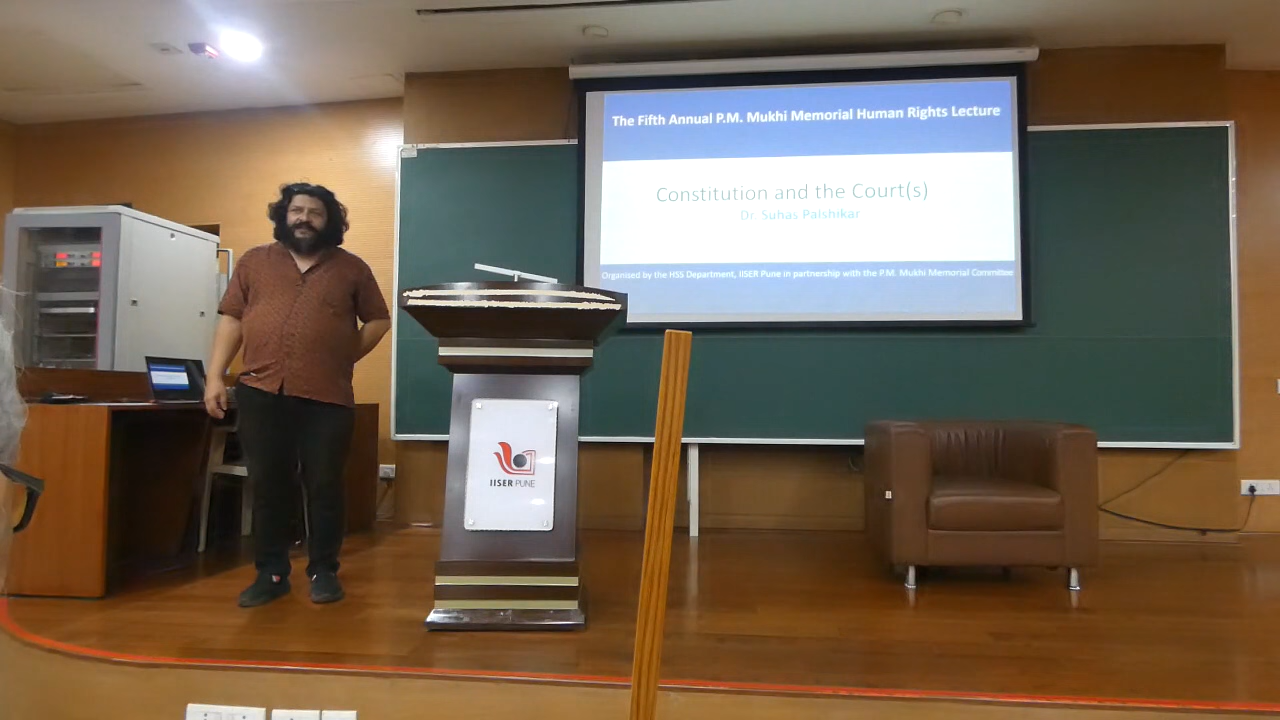 The Fifth Annual P.M. Mukhi Memorial Human Rights Lecture
Constitution and the Court(s)
Dr. Suhas Palshikar
Organised by the HSS Department, IISER Pune in partnership with the P.M. Mukhi Memorial Committee
IISER PUNE